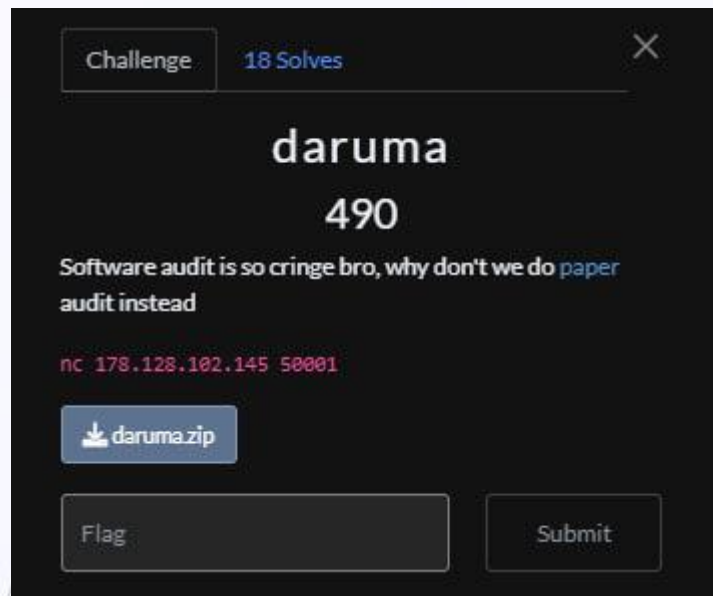 Challenge
18 Solves
daruma
490
Software audit is so cringe bro, why don't we do paper
audit instead
nc 178.128.102.145 50001
daruma.zip
Flag
Submit